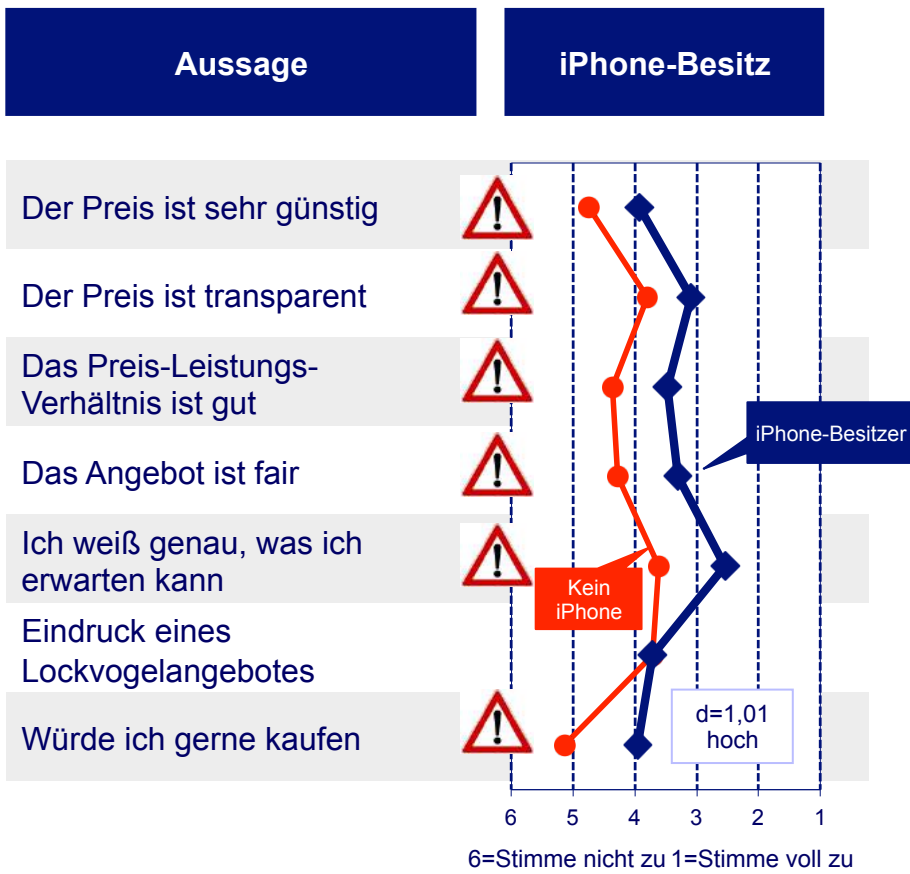 Aussage
iPhone-Besitz
Der Preis ist sehr günstig
Der Preis ist transparent
Das Preis-Leistungs-
Verhältnis ist gut
iPhone-Besitzer
Das Angebot ist fair
Ich weiß genau, was ich
erwarten kann
Kein
iPhone
Eindruck eines
Lockvogelangebotes
d=1,01
hoch
Würde ich gerne kaufen
6 5 4 3 2 1
6=Stimme nicht zu 1=Stimme voll zu